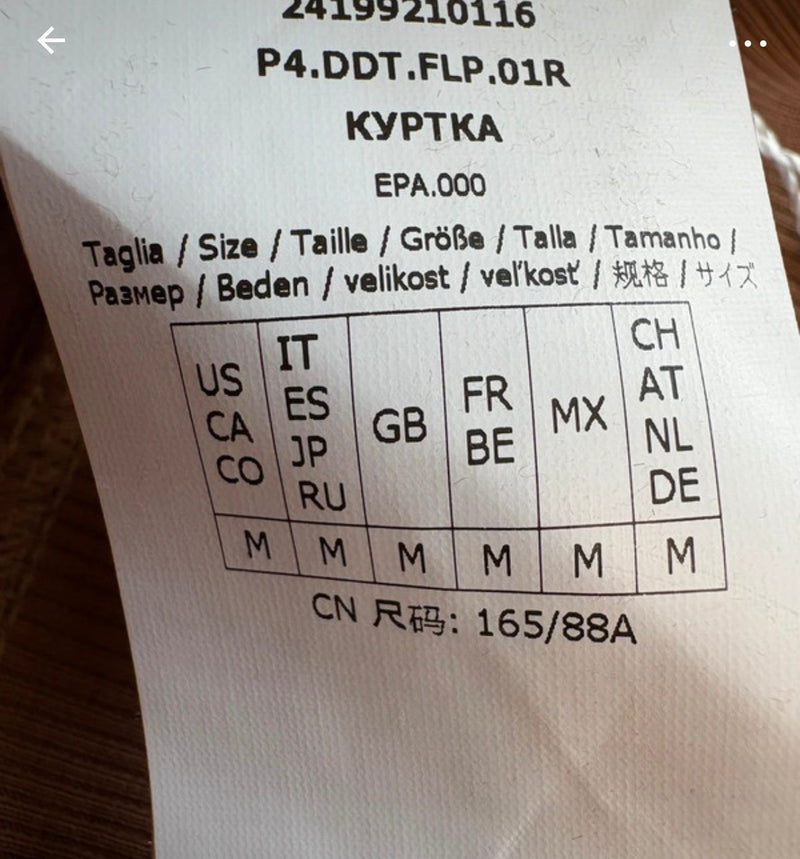 24199210116
P4.DDT.FLP.01R
КУРТКА
EPA.000
Taglia / Size / Taille / Größe / Talla / Tamanho /
Размер / Beden / velikost / veľkosť / 规格 / サイズ
US CA CO IT ES JP RU GB FR BE MX CH AT NL DE
M M M M M M
CN 尺码: 165/88A